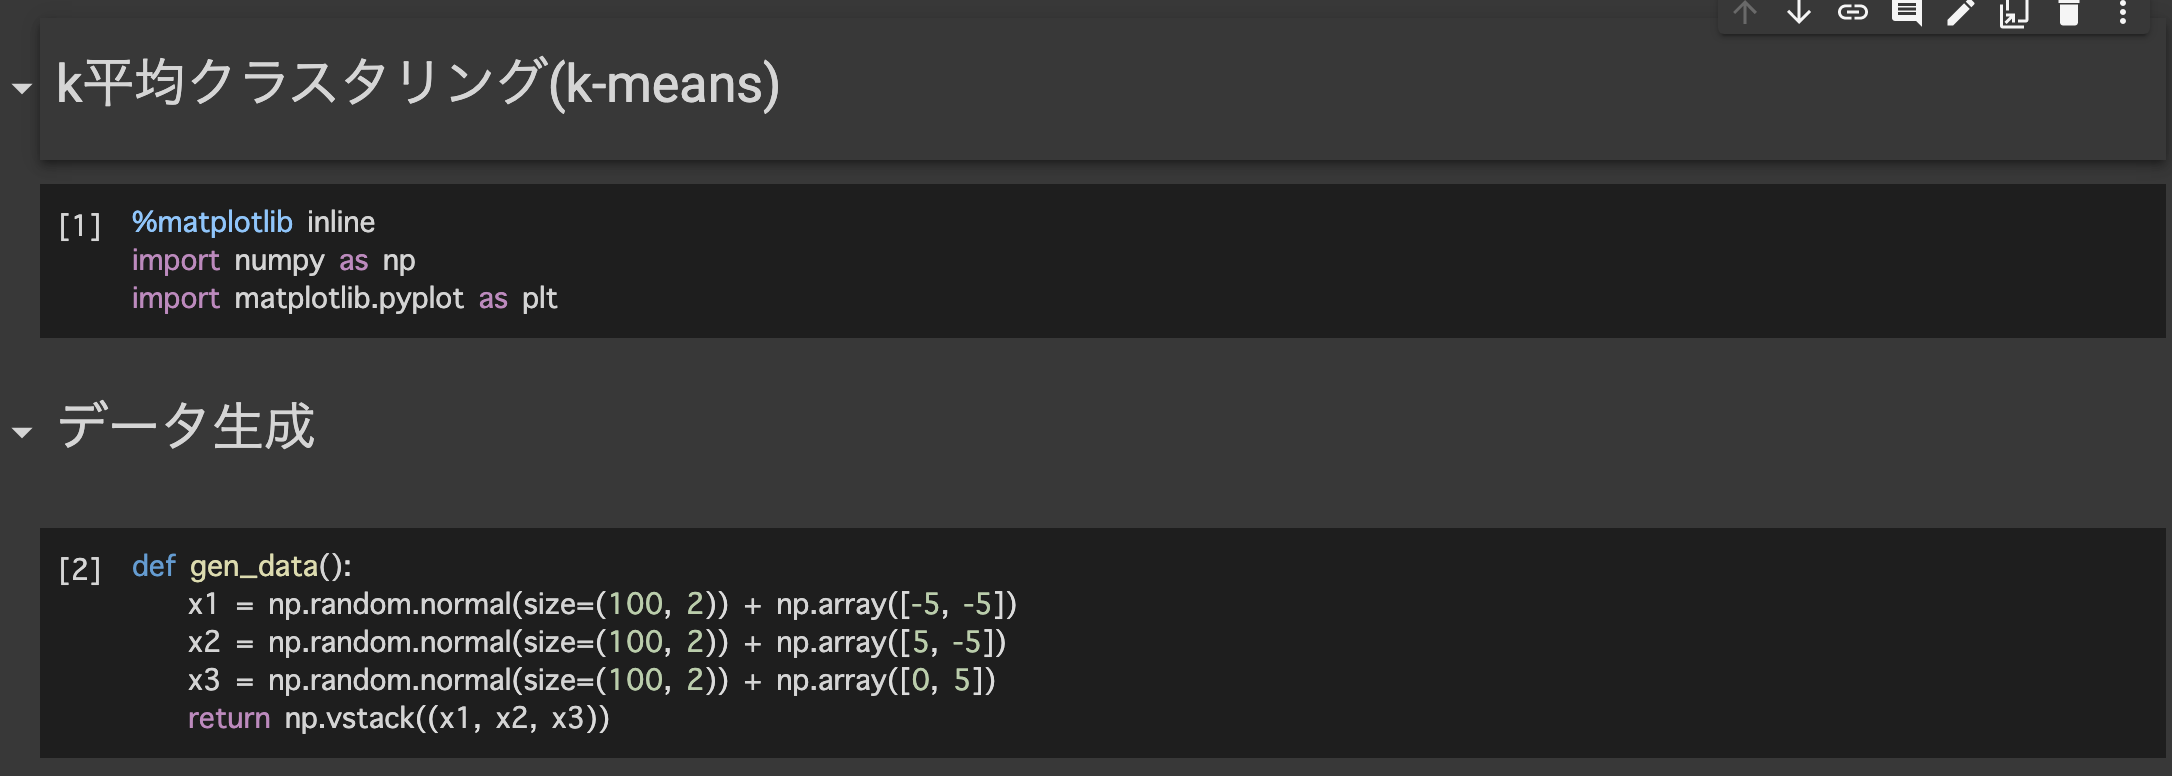 k平均クラスタリング(k-means)
[1] %matplotlib inline
import numpy as np
import matplotlib.pyplot as plt
データ生成
[2] def gen_data():
    x1 = np.random.normal(size=(100, 2)) + np.array([-5, -5])
    x2 = np.random.normal(size=(100, 2)) + np.array([5, -5])
    x3 = np.random.normal(size=(100, 2)) + np.array([0, 5])
    return np.vstack((x1, x2, x3))